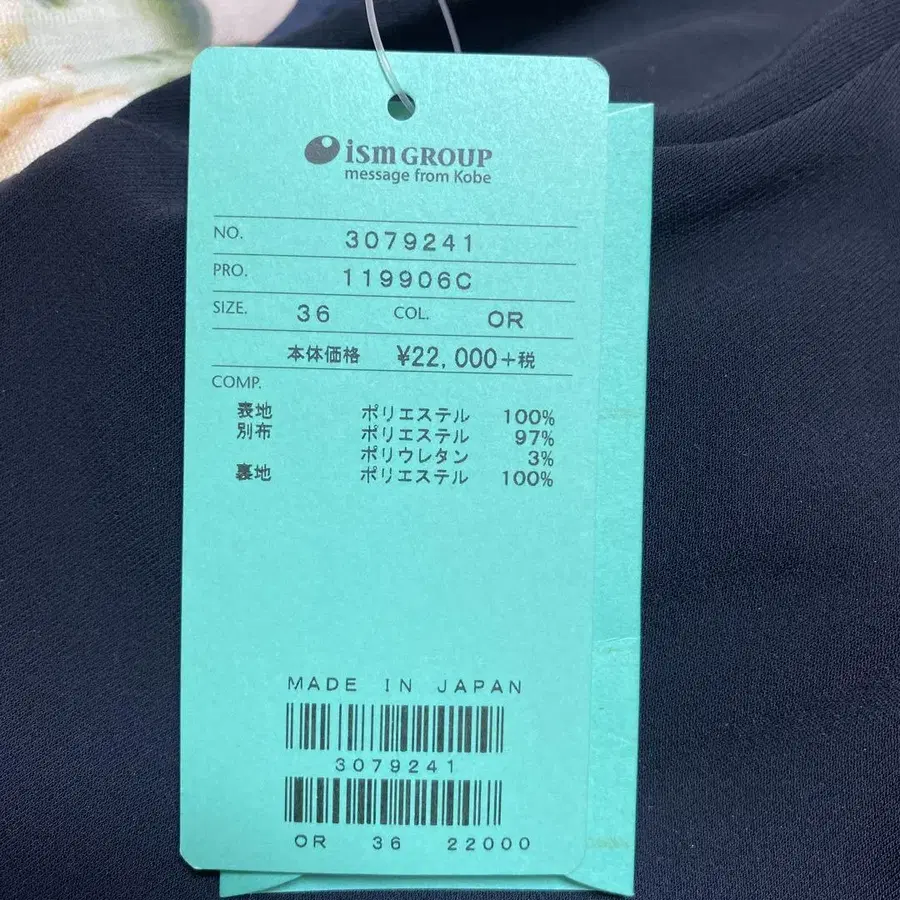 ism GROUP
message from Kobe
NO. 3079241
PRO. 119906C
SIZE. 36 COL. OR
本体価格 ¥22,000+税
COMP.
表地 ポリエステル 100%
別布 ポリエステル 97%
ポリウレタン 3%
裏地 ポリエステル 100%
MADE IN JAPAN
3079241
OR 36 22000